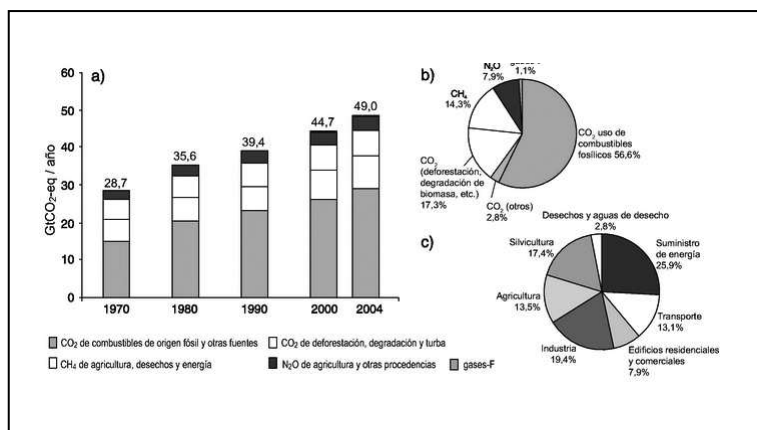 a)
60
50
40
30
20
10
0
GtCO₂-eq / año
28,7
35,6
39,4
44,7
49,0
1970
1980
1990
2000
2004
CO₂ de combustibles de origen fósil y otras fuentes
CO₂ de deforestación, degradación y turba
CH₄ de agricultura, desechos y energía
N₂O de agricultura y otras procedencias
gases-F
b)
N₂O
7,9%
1,1%
CH₄
14,3%
CO₂ uso de
combustibles
fosílicos 56,6%
CO₂
(deforestación,
degradación de
biomasa, etc.)
17,3%
CO₂ (otros)
2,8%
c)
Desechos y aguas de desecho
2,8%
Suministro
de energía
25,9%
Silvicultura
17,4%
Agricultura
13,5%
Transporte
13,1%
Industria
19,4%
Edificios residenciales
y comerciales
7,9%